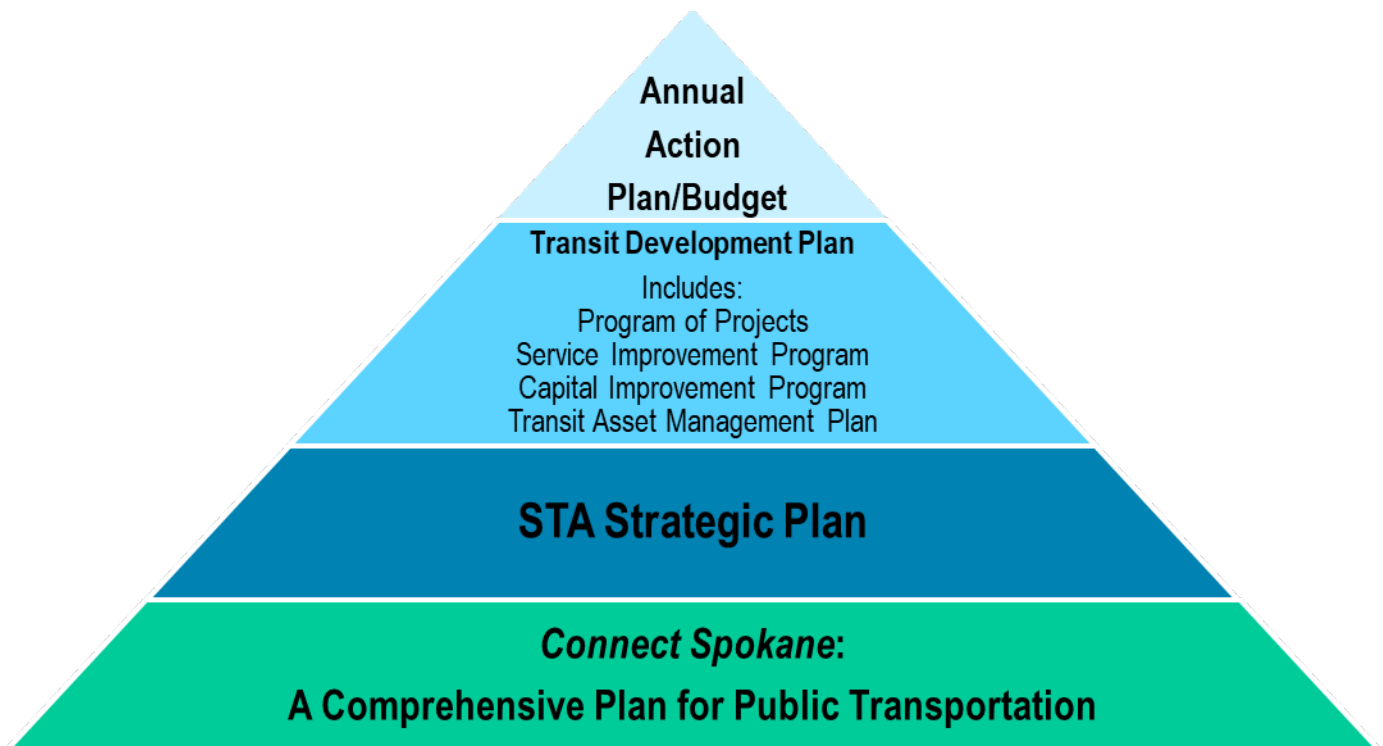 Annual
Action
Plan/Budget
Transit Development Plan
Includes:
Program of Projects
Service Improvement Program
Capital Improvement Program
Transit Asset Management Plan
STA Strategic Plan
Connect Spokane:
A Comprehensive Plan for Public Transportation